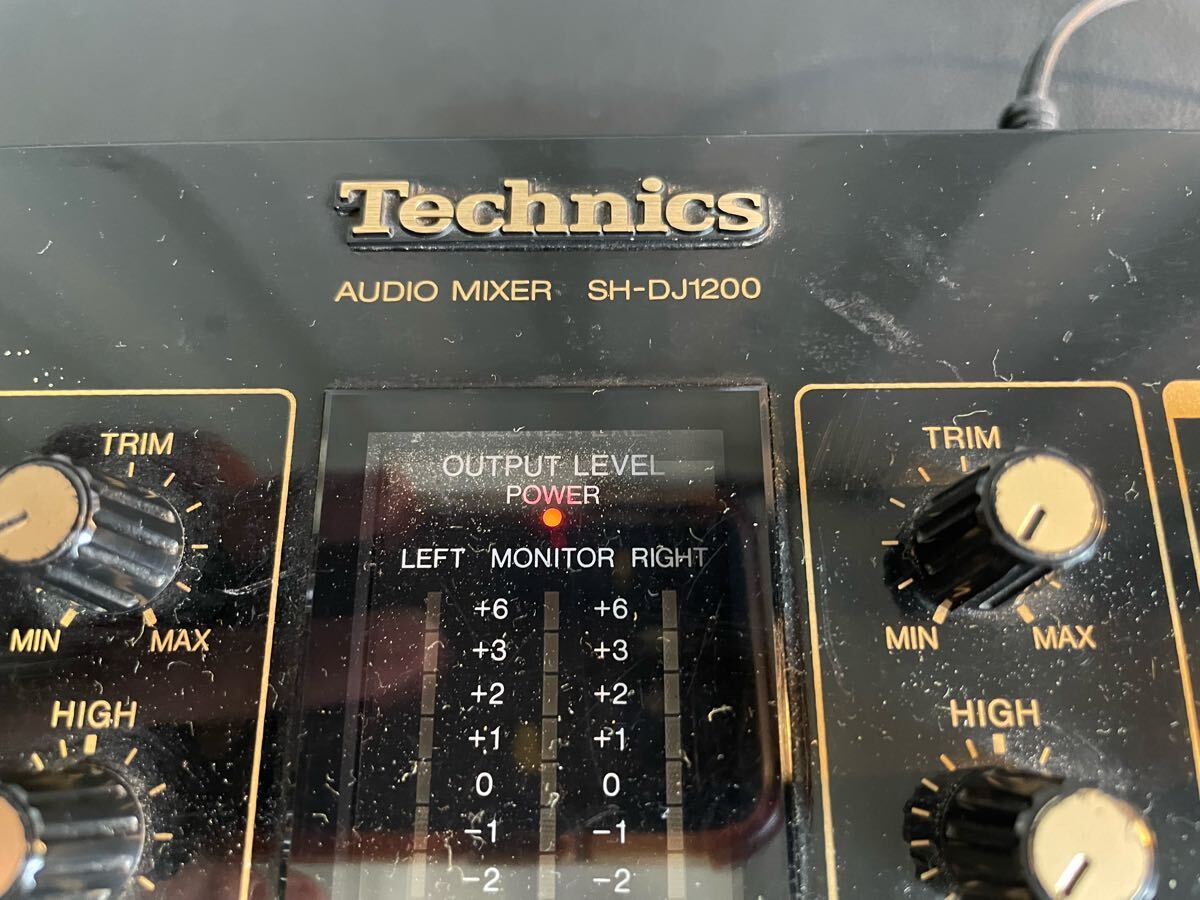 Technics
AUDIO MIXER SH-DJ1200
TRIM
MIN MAX
HIGH
OUTPUT LEVEL
POWER
LEFT MONITOR RIGHT
+6 +6
+3 +3
+2 +2
+1 +1
0 0
-1 -1
-2 -2
TRIM
MIN MAX
HIGH